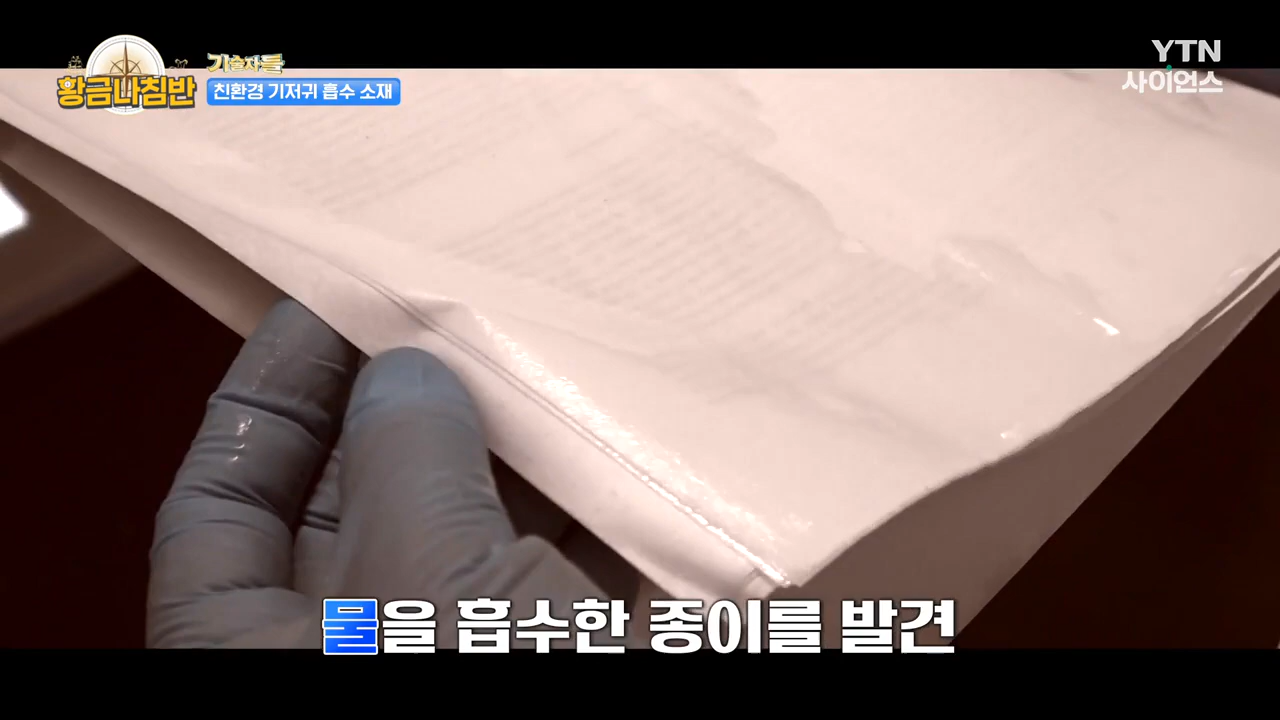 기술자들
황금나침반
친환경 기저귀 흡수 소재
YTN
사이언스
물을 흡수한 종이를 발견